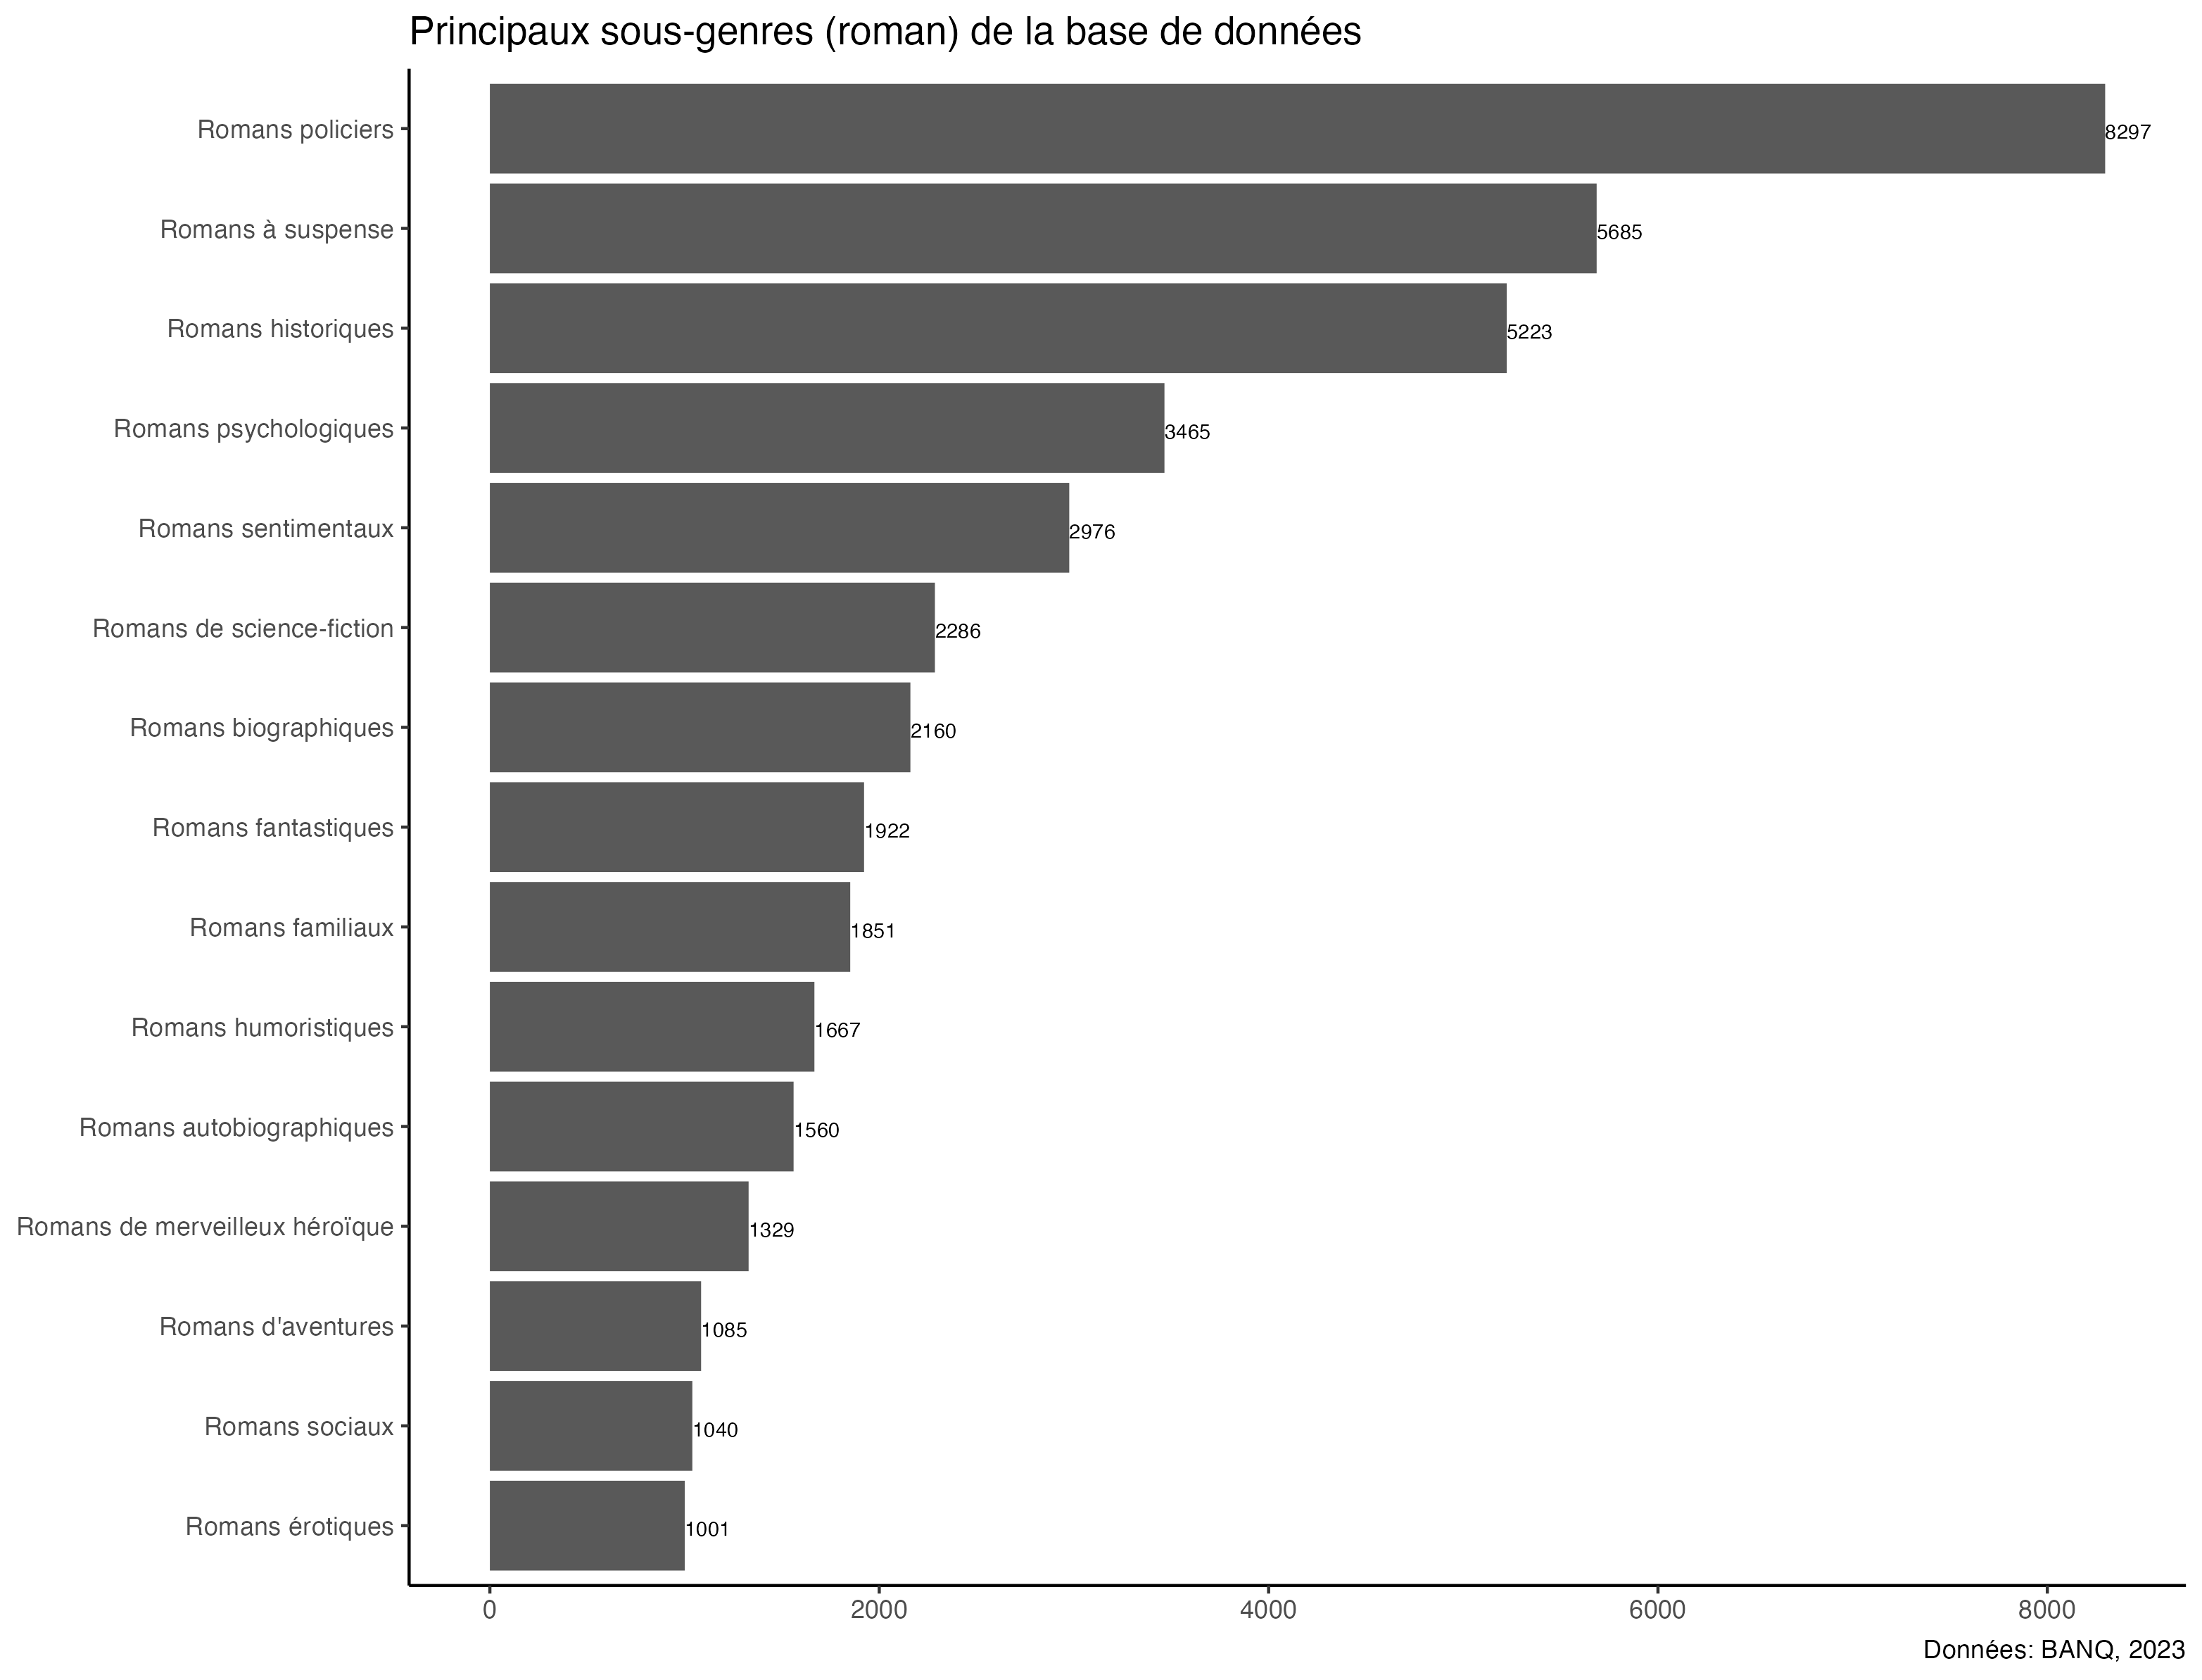 Principaux sous-genres (roman) de la base de données
Romans policiers 8297
Romans à suspense 5685
Romans historiques 5223
Romans psychologiques 3465
Romans sentimentaux 2976
Romans de science-fiction 2286
Romans biographiques 2160
Romans fantastiques 1922
Romans familiaux 1851
Romans humoristiques 1667
Romans autobiographiques 1560
Romans de merveilleux héroïque 1329
Romans d'aventures 1085
Romans sociaux 1040
Romans érotiques 1001
0 2000 4000 6000 8000
Données: BANQ, 2023